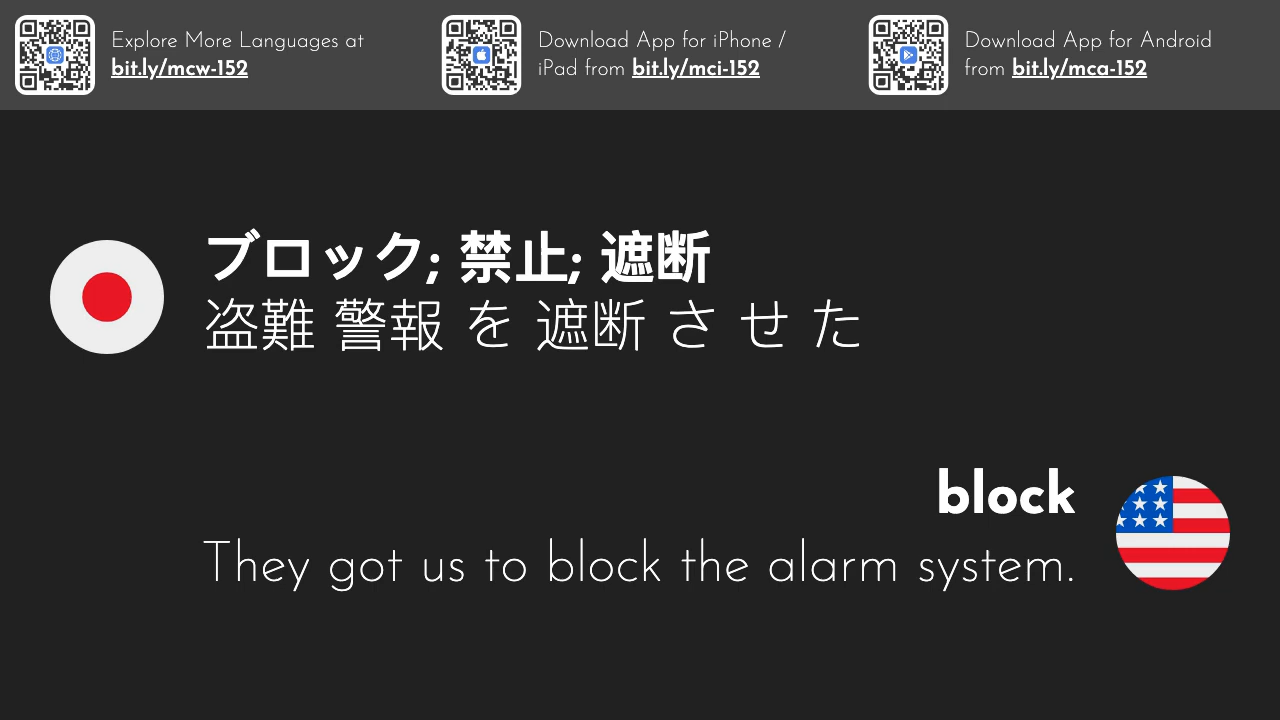 Explore More Languages at
bit.ly/mcw-152
Download App for iPhone /
iPad from bit.ly/mci-152
Download App for Android
from bit.ly/mca-152
ブロック; 禁止; 遮断
盗難 警報 を 遮断 さ せ た
block
They got us to block the alarm system.